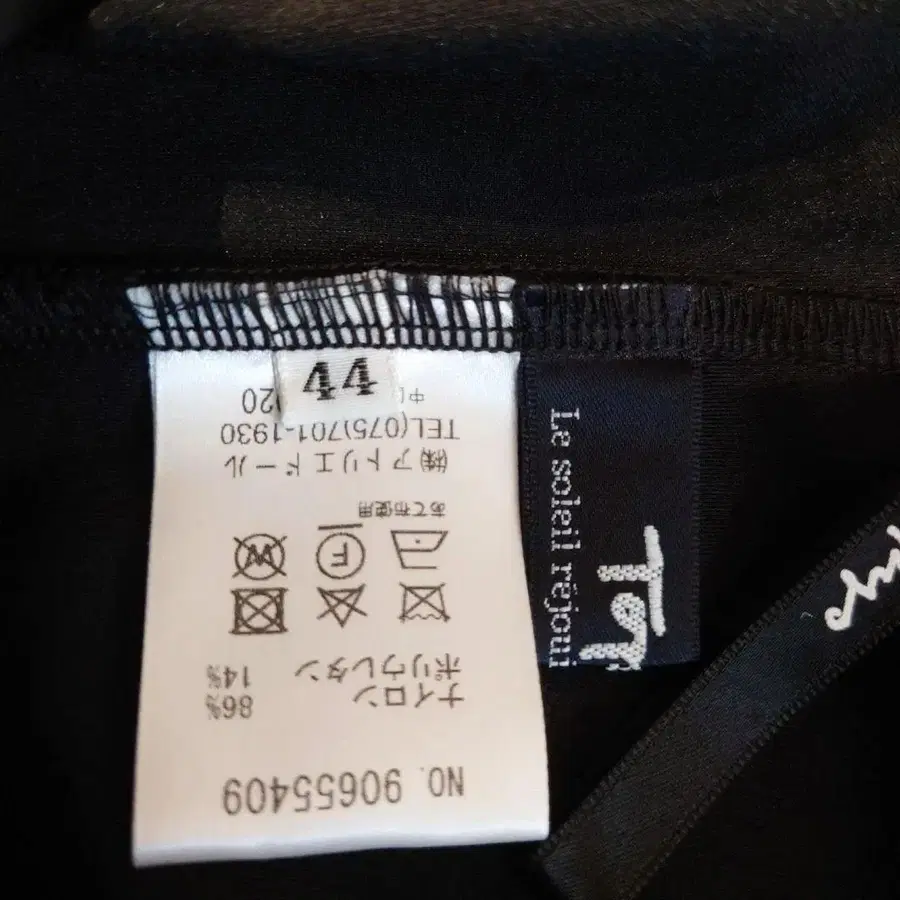 NO. 90655409
ナイロン 86%
ポリウレタン 14%
F W
あて布使用
㈱アトリエドール
TEL(075)701-1930
44
Le soleil réjoui